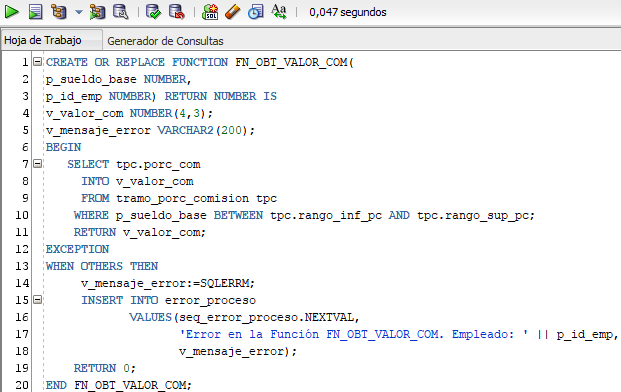 0,047 segundos
Hoja de Trabajo Generador de Consultas
1 CREATE OR REPLACE FUNCTION FN_OBT_VALOR_COM(
2 p_sueldo_base NUMBER,
3 p_id_emp NUMBER) RETURN NUMBER IS
4 v_valor_com NUMBER(4,3);
5 v_mensaje_error VARCHAR2(200);
6 BEGIN
7 SELECT tpc.porc_com
8 INTO v_valor_com
9 FROM tramo_porc_comision tpc
10 WHERE p_sueldo_base BETWEEN tpc.rango_inf_pc AND tpc.rango_sup_pc;
11 RETURN v_valor_com;
12 EXCEPTION
13 WHEN OTHERS THEN
14 v_mensaje_error:=SQLERRM;
15 INSERT INTO error_proceso
16 VALUES(seq_error_proceso.NEXTVAL,
17 'Error en la Función FN_OBT_VALOR_COM. Empleado: ' || p_id_emp,
18 v_mensaje_error);
19 RETURN 0;
20 END FN_OBT_VALOR_COM;